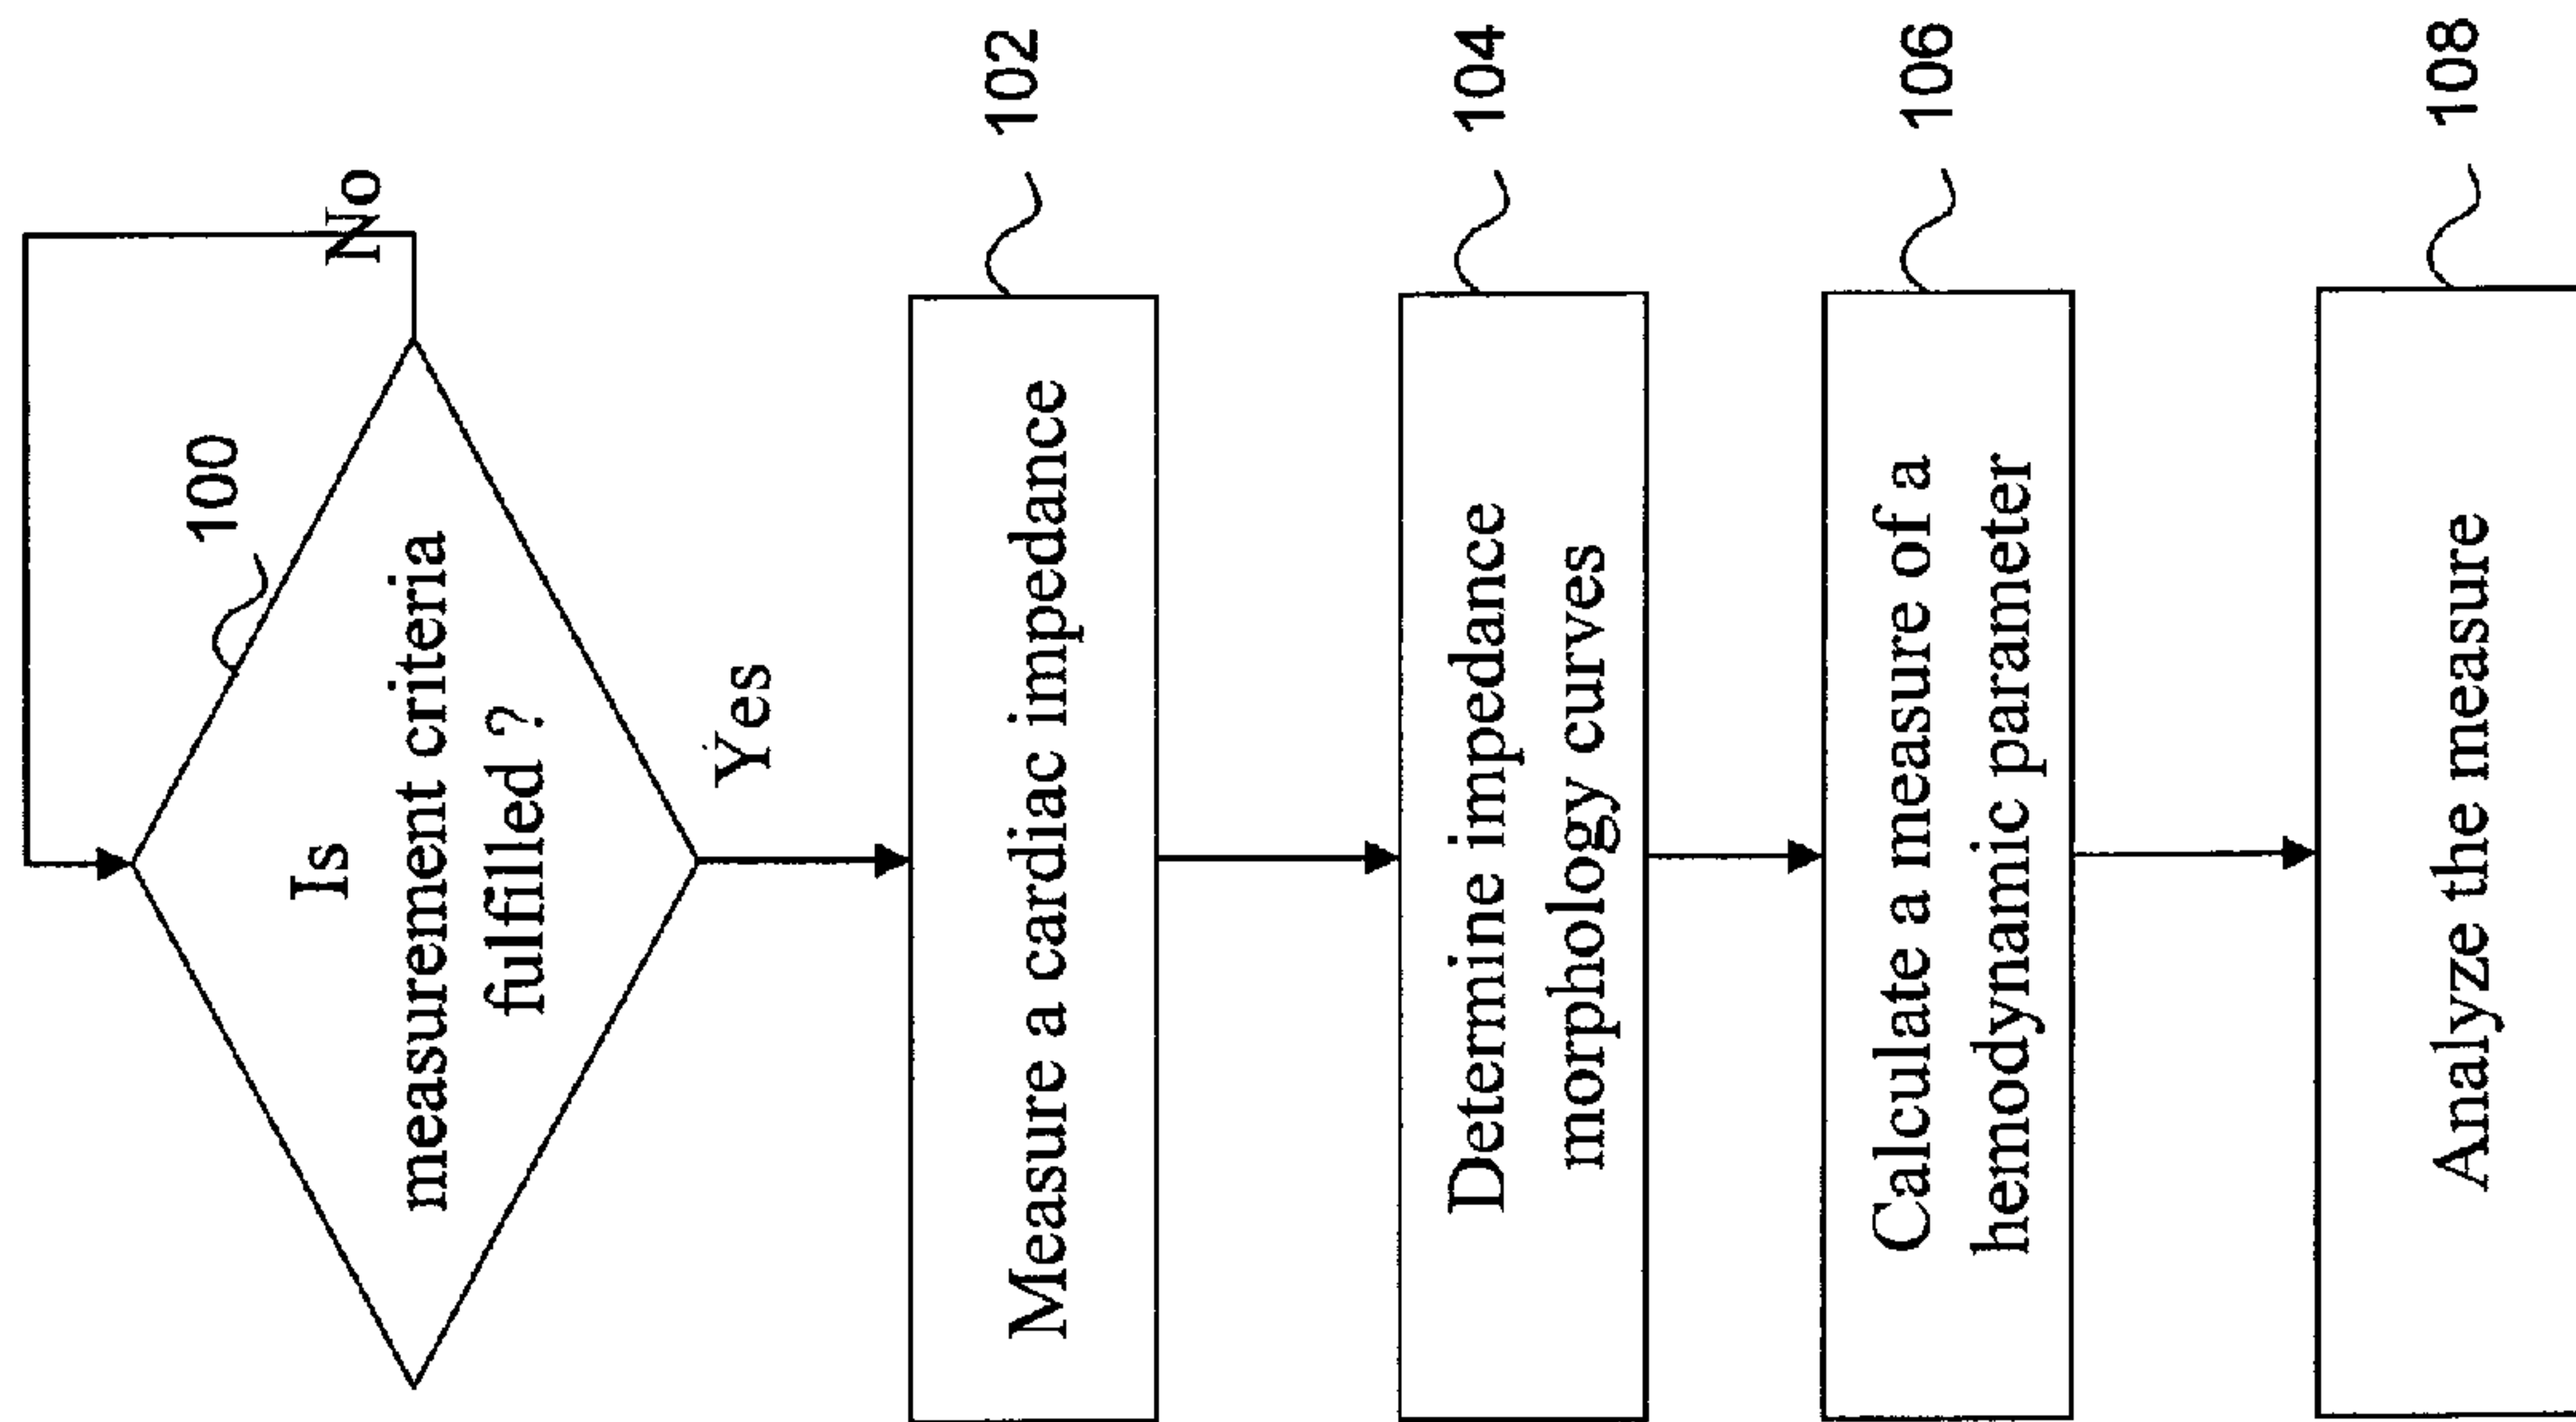 No
100
Is
measurement criteria
fulfilled ?
Yes
Measure a cardiac impedance
102
Determine impedance
morphology curves
104
Calculate a measure of a
hemodynamic parameter
106
Analyze the measure
108